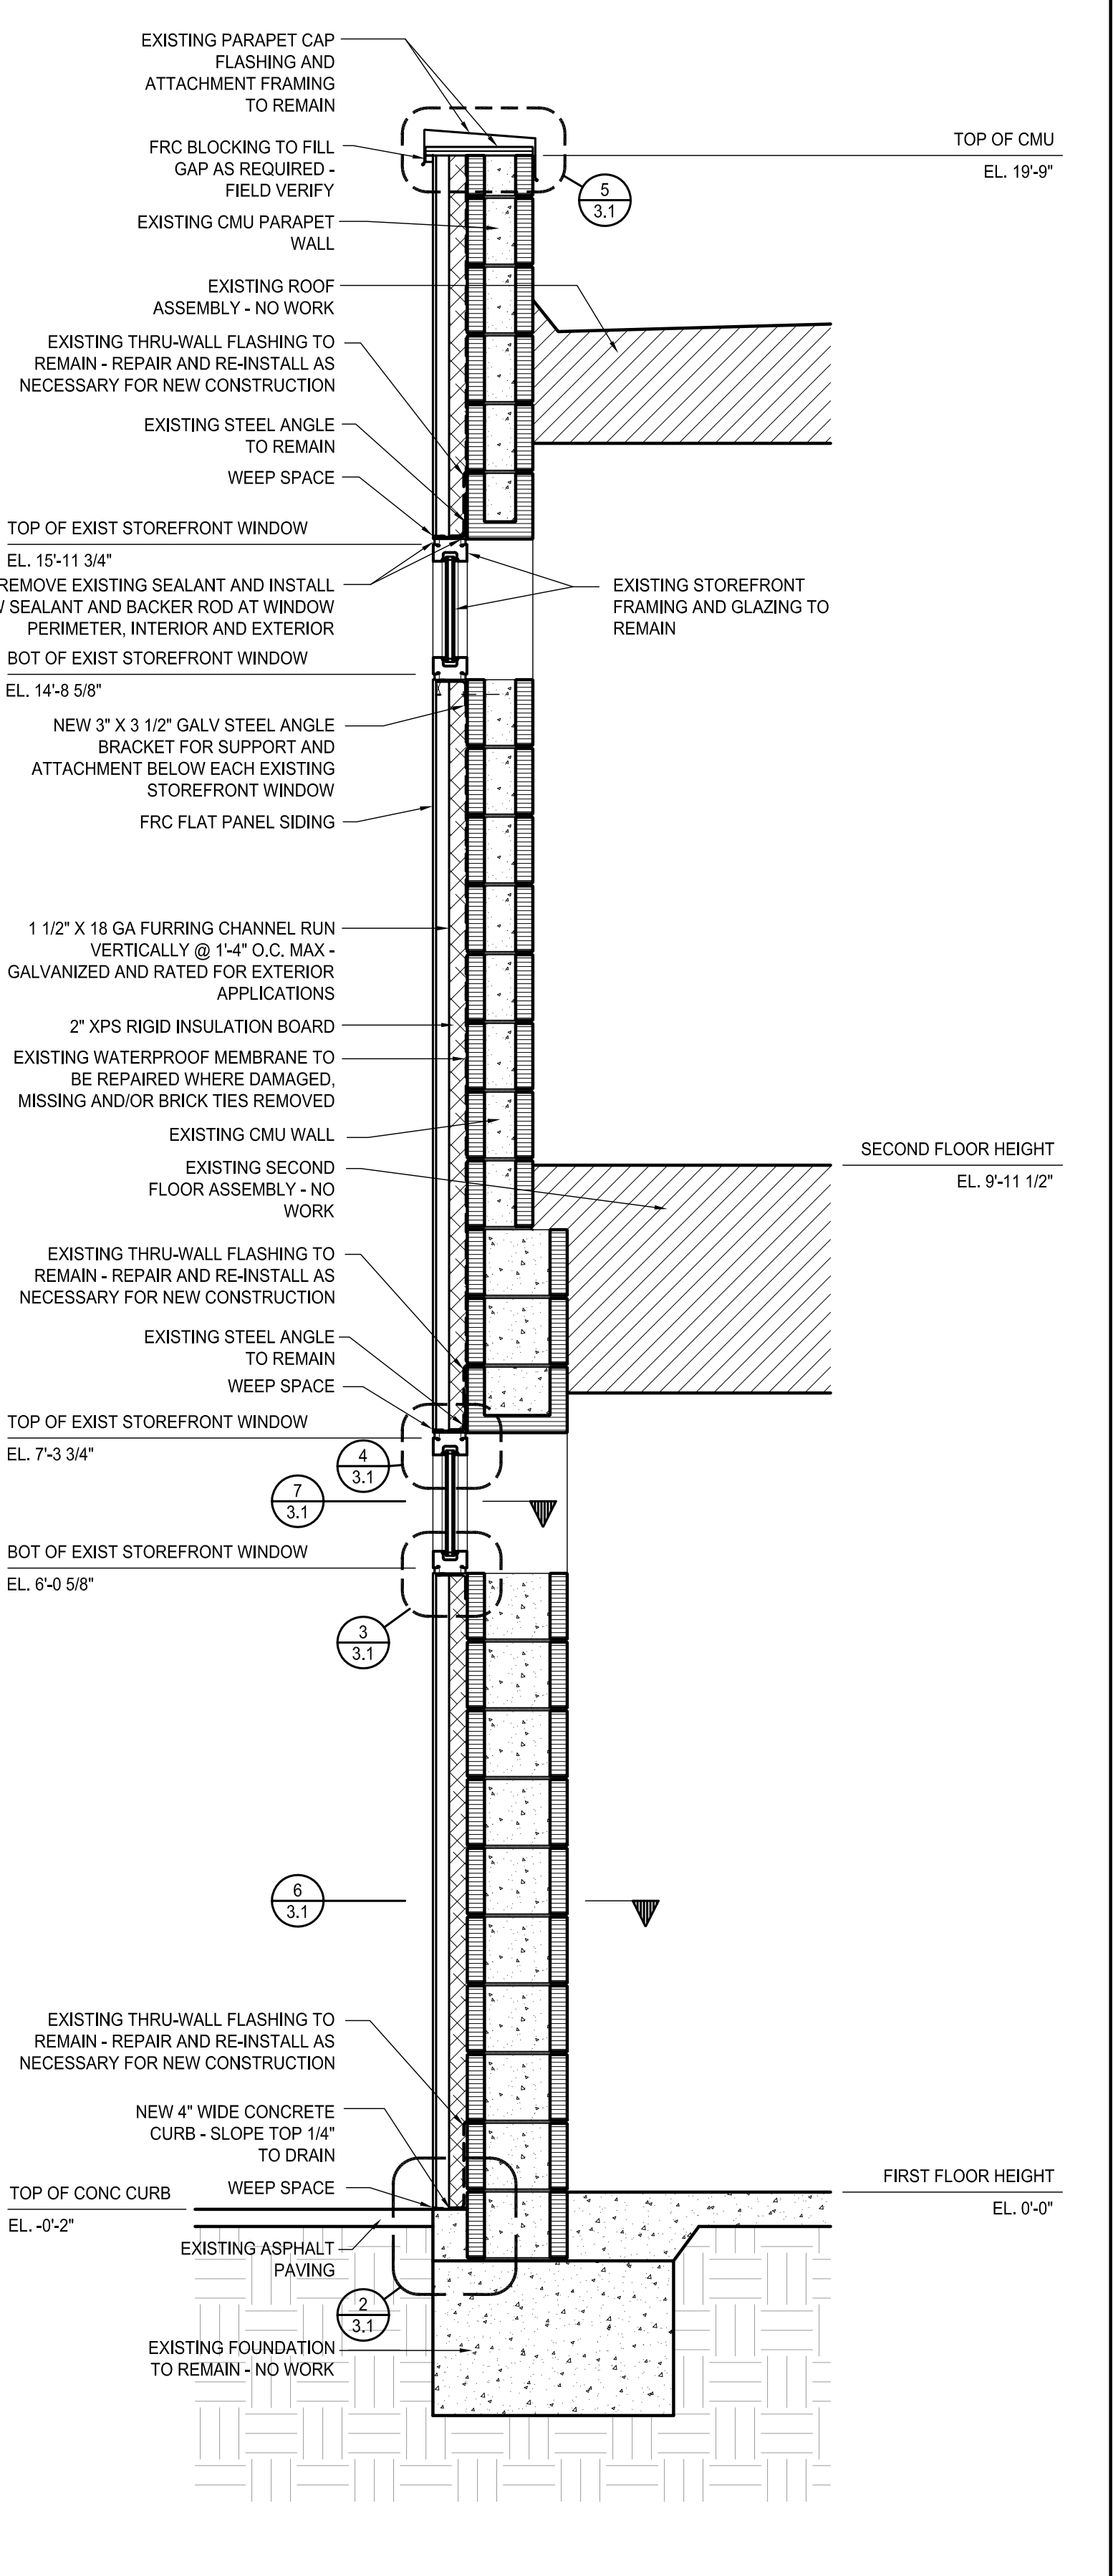 EXISTING PARAPET CAP
FLASHING AND
ATTACHMENT FRAMING
TO REMAIN
FRC BLOCKING TO FILL
GAP AS REQUIRED -
FIELD VERIFY
TOP OF CMU
EL. 19'-9"
5
3.1
EXISTING CMU PARAPET
WALL
EXISTING ROOF
ASSEMBLY - NO WORK
EXISTING THRU-WALL FLASHING TO
REMAIN - REPAIR AND RE-INSTALL AS
NECESSARY FOR NEW CONSTRUCTION
EXISTING STEEL ANGLE
TO REMAIN
WEEP SPACE
TOP OF EXIST STOREFRONT WINDOW
EL. 15'-11 3/4"
REMOVE EXISTING SEALANT AND INSTALL
SEALANT AND BACKER ROD AT WINDOW
PERIMETER, INTERIOR AND EXTERIOR
EXISTING STOREFRONT
FRAMING AND GLAZING TO
REMAIN
BOT OF EXIST STOREFRONT WINDOW
EL. 14'-8 5/8"
NEW 3" X 3 1/2" GALV STEEL ANGLE
BRACKET FOR SUPPORT AND
ATTACHMENT BELOW EACH EXISTING
STOREFRONT WINDOW
FRC FLAT PANEL SIDING
1 1/2" X 18 GA FURRING CHANNEL RUN
VERTICALLY @ 1'-4" O.C. MAX -
GALVANIZED AND RATED FOR EXTERIOR
APPLICATIONS
2" XPS RIGID INSULATION BOARD
EXISTING WATERPROOF MEMBRANE TO
BE REPAIRED WHERE DAMAGED,
MISSING AND/OR BRICK TIES REMOVED
EXISTING CMU WALL
SECOND FLOOR HEIGHT
EL. 9'-11 1/2"
EXISTING SECOND
FLOOR ASSEMBLY - NO
WORK
EXISTING THRU-WALL FLASHING TO
REMAIN - REPAIR AND RE-INSTALL AS
NECESSARY FOR NEW CONSTRUCTION
EXISTING STEEL ANGLE
TO REMAIN
WEEP SPACE
TOP OF EXIST STOREFRONT WINDOW
EL. 7'-3 3/4"
4
3.1
7
3.1
BOT OF EXIST STOREFRONT WINDOW
EL. 6'-0 5/8"
3
3.1
6
3.1
EXISTING THRU-WALL FLASHING TO
REMAIN - REPAIR AND RE-INSTALL AS
NECESSARY FOR NEW CONSTRUCTION
NEW 4" WIDE CONCRETE
CURB - SLOPE TOP 1/4"
TO DRAIN
WEEP SPACE
FIRST FLOOR HEIGHT
EL. 0'-0"
TOP OF CONC CURB
EL. -0'-2"
EXISTING ASPHALT
PAVING
2
3.1
EXISTING FOUNDATION
TO REMAIN - NO WORK